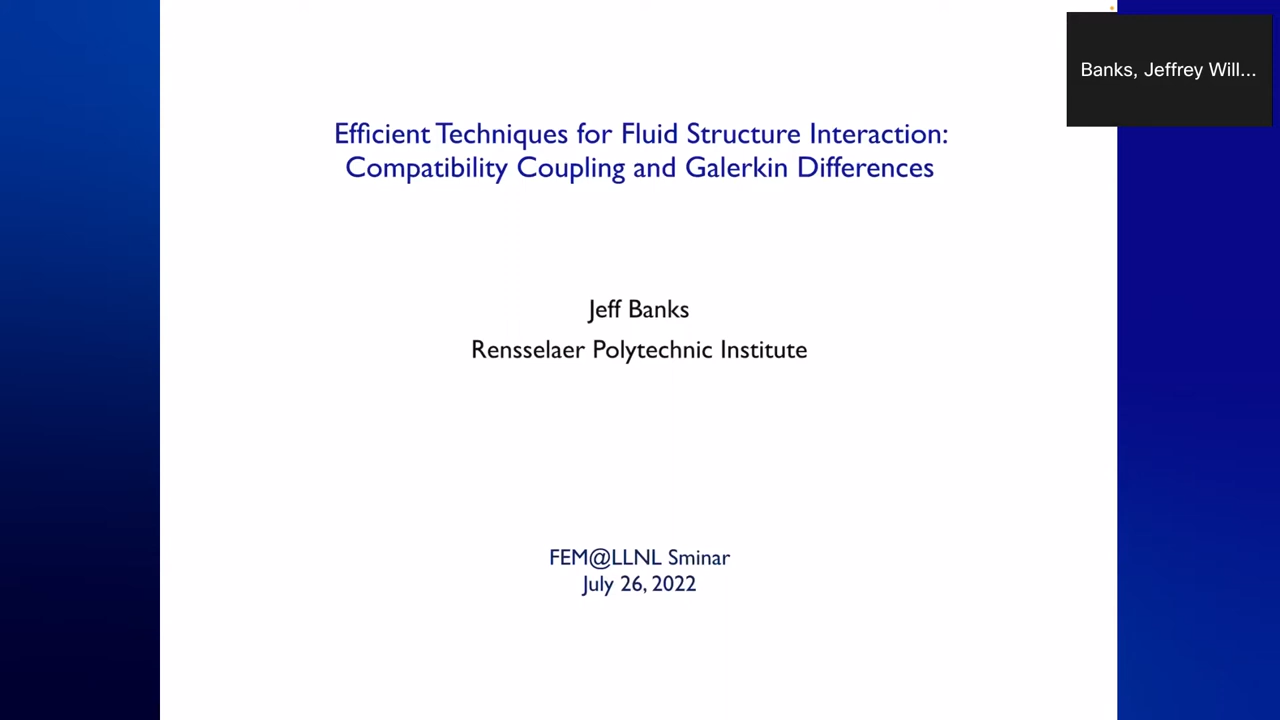 Banks, Jeffrey Will...
Efficient Techniques for Fluid Structure Interaction:
Compatibility Coupling and Galerkin Differences
Jeff Banks
Rensselaer Polytechnic Institute
FEM@LLNL Sminar
July 26, 2022